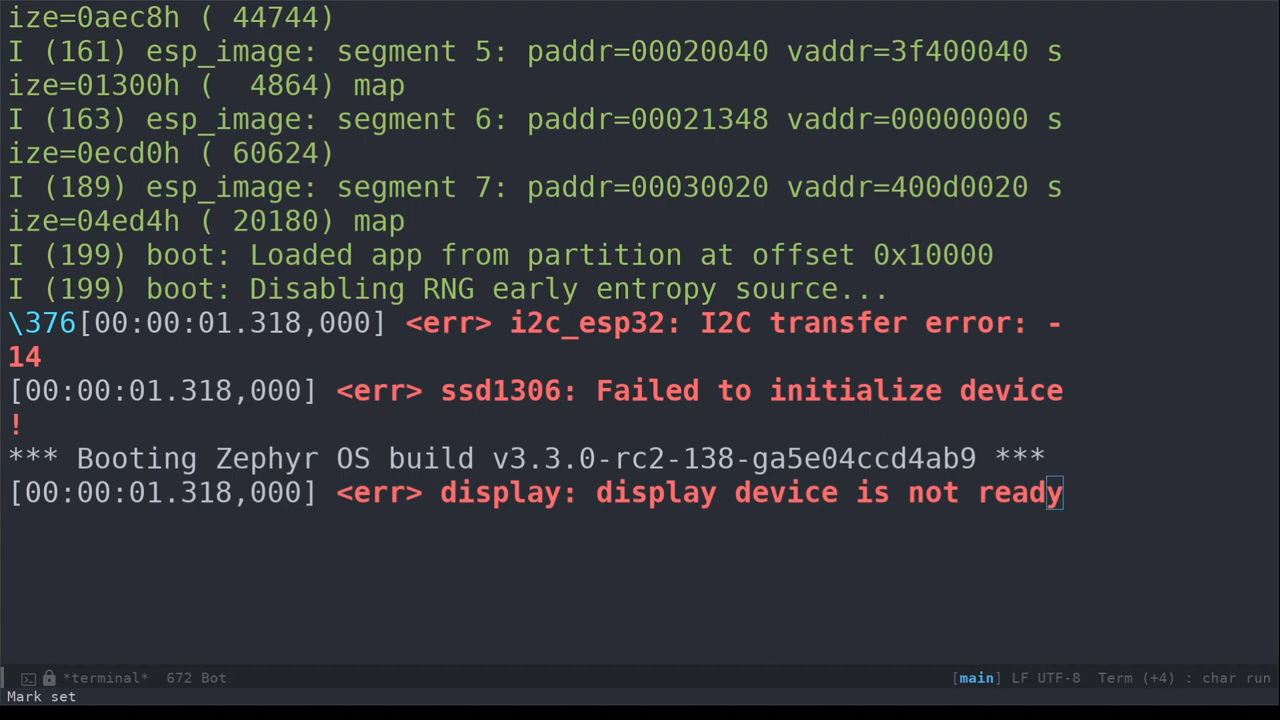 ize=0aec8h ( 44744)
I (161) esp_image: segment 5: paddr=00020040 vaddr=3f400040 s
ize=01300h (  4864) map
I (163) esp_image: segment 6: paddr=00021348 vaddr=00000000 s
ize=0ecd0h ( 60624)
I (189) esp_image: segment 7: paddr=00030020 vaddr=400d0020 s
ize=04ed4h ( 20180) map
I (199) boot: Loaded app from partition at offset 0x10000
I (199) boot: Disabling RNG early entropy source...
\376[00:00:01.318,000] <err> i2c_esp32: I2C transfer error: -
14
[00:00:01.318,000] <err> ssd1306: Failed to initialize device
!
*** Booting Zephyr OS build v3.3.0-rc2-138-ga5e04ccd4ab9 ***
[00:00:01.318,000] <err> display: display device is not ready
*terminal*  672 Bot [main] LF UTF-8  Term (+4) : char run
Mark set